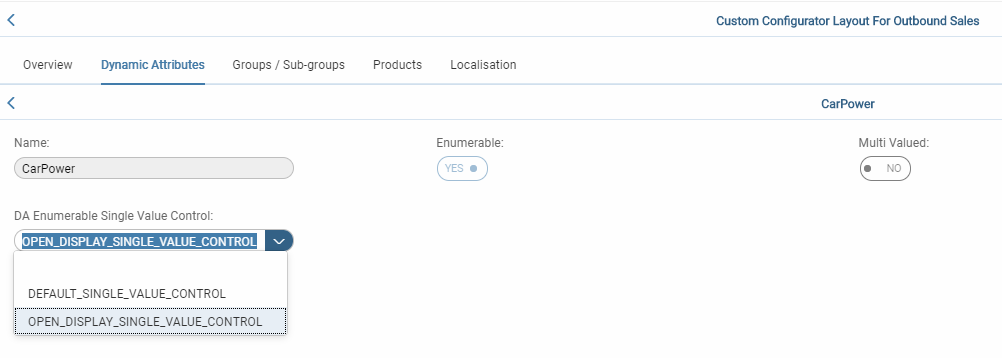 Custom Configurator Layout For Outbound Sales
Overview Dynamic Attributes Groups / Sub-groups Products Localisation
CarPower
Name: Enumerable: Multi Valued:
CarPower YES NO
DA Enumerable Single Value Control:
OPEN_DISPLAY_SINGLE_VALUE_CONTROL
DEFAULT_SINGLE_VALUE_CONTROL
OPEN_DISPLAY_SINGLE_VALUE_CONTROL